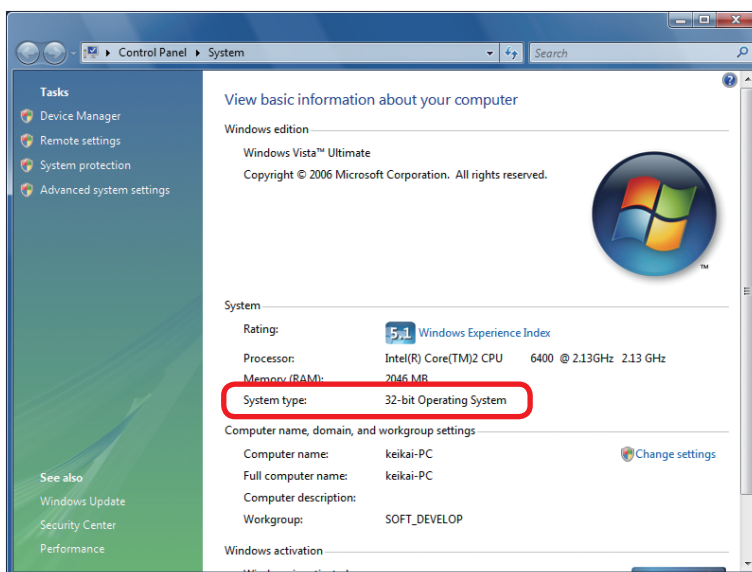 Control Panel ▸ System
Search
Tasks
Device Manager
Remote settings
System protection
Advanced system settings
See also
Windows Update
Security Center
Performance
View basic information about your computer
Windows edition
Windows Vista™ Ultimate
Copyright © 2006 Microsoft Corporation. All rights reserved.
TM
System
Rating:
5,1 Windows Experience Index
Processor: Intel(R) Core(TM)2 CPU 6400 @ 2.13GHz 2.13 GHz
Memory (RAM): 2046 MB
System type: 32-bit Operating System
Computer name, domain, and workgroup settings
Computer name: keikai-PC Change settings
Full computer name: keikai-PC
Computer description:
Workgroup: SOFT_DEVELOP
Windows activation